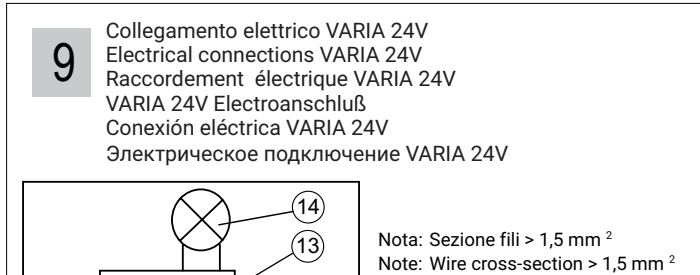 9
Collegamento elettrico VARIA 24V
Electrical connections VARIA 24V
Raccordement électrique VARIA 24V
VARIA 24V Electroanschluß
Conexión eléctrica VARIA 24V
Электрическое подключение VARIA 24V
14
13
Nota: Sezione fili > 1,5 mm ²
Note: Wire cross-section > 1,5 mm ²